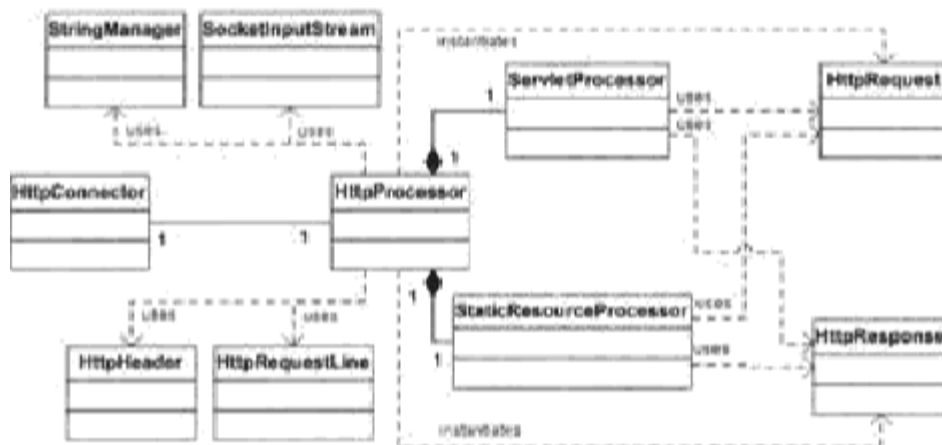 StringManager
SocketInputStream
instantiates
ServletProcessor
HttpRequest
uses
uses
1
uses
uses
1
HttpConnector
HttpProcessor
1
1
1
StaticResourceProcessor
uses
HttpResponse
uses
uses
uses
1
HttpHeader
HttpRequestLine
instantiates